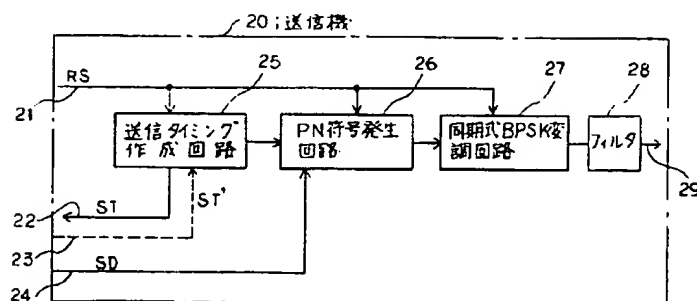 20;送信機
RS
25
26
27
28
21
送信タイミング
作成回路
PN符号発生
回路
同期式BPSK変
調回路
フィルタ
29
22
ST
ST'
23
SD
24